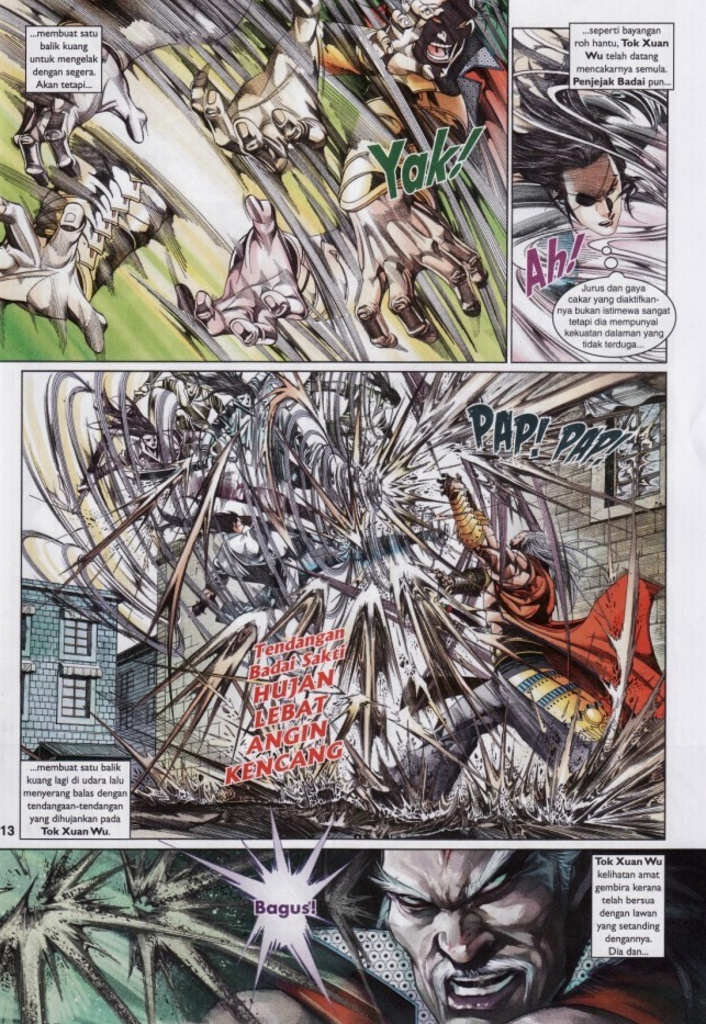 ...membuat satu
balik kuang
untuk mengelak
dengan segera.
Akan tetapi...
Yak!
...seperti bayangan
roh hantu, Tok Xuan
Wu telah datang
mencakarnya semula.
Penjejak Badai pun...
Ah!
Jurus dan gaya
cakar yang diaktifkan-
nya bukan istimewa sangat
tetapi dia mempunyai
kekuatan dalaman yang
tidak terduga...
PAP! PAP!
Tendangan
Badai Sakti
HUJAN
LEBAT
ANGIN
KENCANG
...membuat satu balik
kuang lagi di udara lalu
menyerang balas dengan
tendangaan-tendangan
yang dihujankan pada
Tok Xuan Wu.
13
Bagus!
Tok Xuan Wu
kelihatan amat
gembira kerana
telah bersua
dengan lawan
yang setanding
dengannya.
Dia dan...